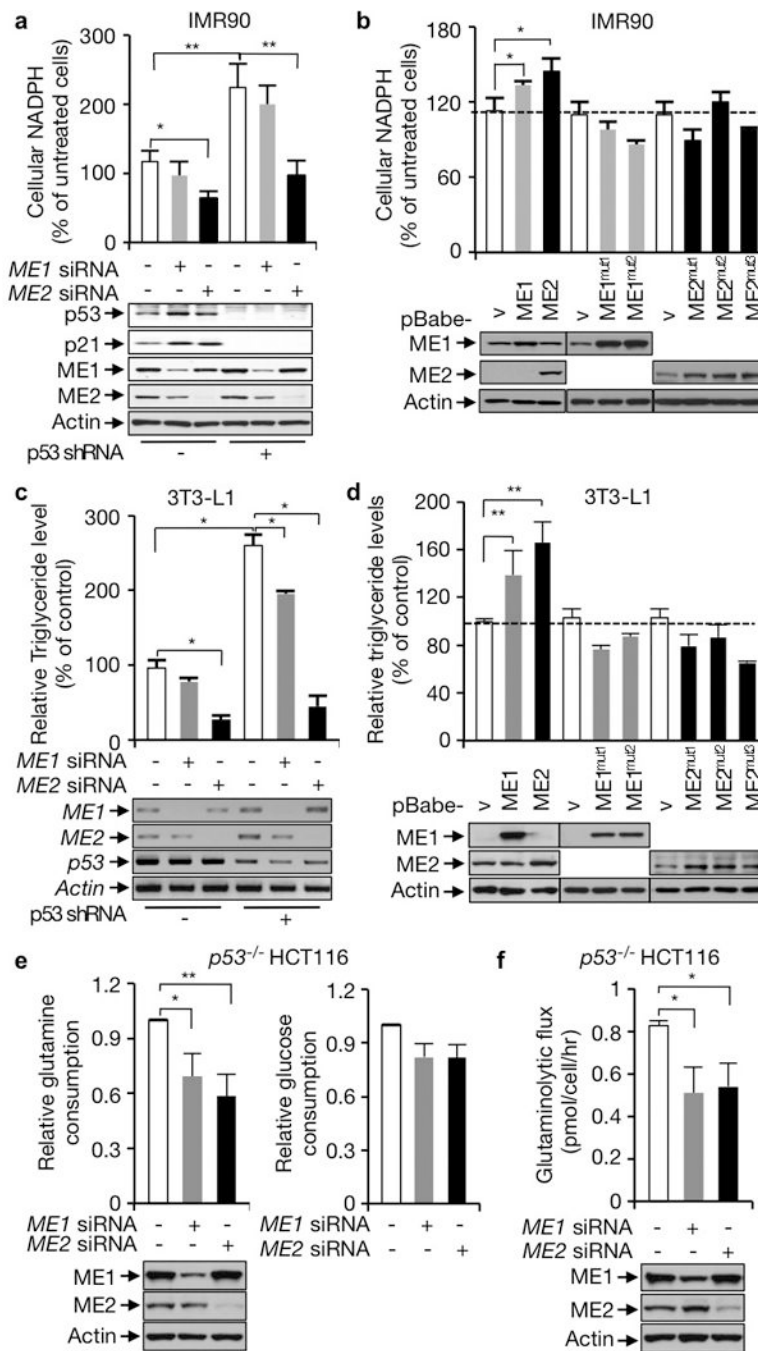 a
IMR90
Cellular NADPH
(% of untreated cells)
300
200
100
0
*
**
**
ME1 siRNA - + - - + -
ME2 siRNA - - + - - +
p53
p21
ME1
ME2
Actin
p53 shRNA - +
b
IMR90
Cellular NADPH
(% of untreated cells)
180
150
120
90
60
*
*
pBabe- v ME1 ME2 v ME1mut1 ME1mut2 v ME2mut1 ME2mut2 ME2mut3
ME1
ME2
Actin
c
3T3-L1
Relative Triglyceride level
(% of control)
300
200
100
0
*
*
*
*
ME1 siRNA - + - - + -
ME2 siRNA - - + - - +
ME1
ME2
p53
Actin
p53 shRNA - +
d
3T3-L1
Relative triglyceride levels
(% of control)
200
160
120
80
40
0
**
**
pBabe- v ME1 ME2 v ME1mut1 ME1mut2 v ME2mut1 ME2mut2 ME2mut3
ME1
ME2
Actin
e
p53-/- HCT116
Relative glutamine
consumption
1.2
0.9
0.6
0.3
0
*
**
ME1 siRNA - + -
ME2 siRNA - - +
ME1
ME2
Actin
Relative glucose
consumption
1.2
0.9
0.6
0.3
0
ME1 siRNA - + -
ME2 siRNA - - +
f
p53-/- HCT116
Glutaminolytic flux
(pmol/cell/hr)
1
0.8
0.6
0.4
0.2
0
*
*
ME1 siRNA - + -
ME2 siRNA - - +
ME1
ME2
Actin